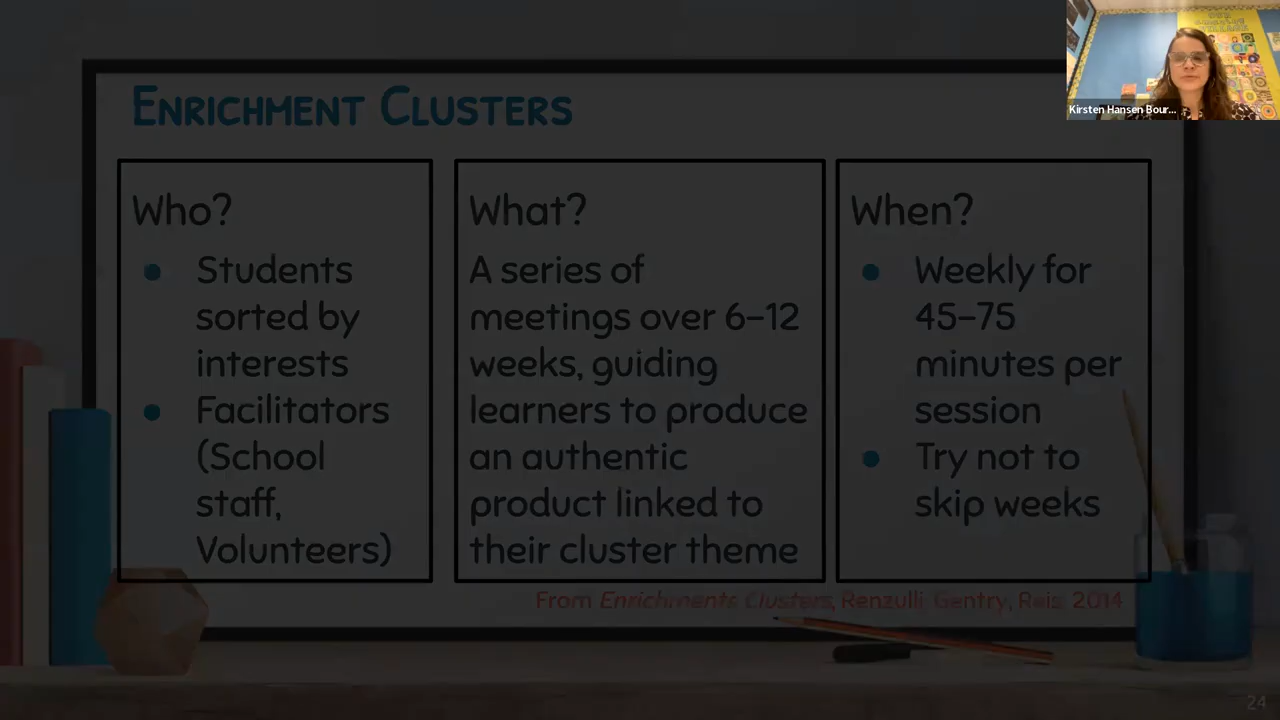 Enrichment Clusters
Who?
Students
sorted by
interests
Facilitators
(School
staff,
Volunteers)
What?
A series of
meetings over 6–12
weeks, guiding
learners to produce
an authentic
product linked to
their cluster theme
When?
Weekly for
45–75
minutes per
session
Try not to
skip weeks
From Enrichments Clusters, Renzulli, Gentry, Reis, 2014
24
Kirsten Hansen Bour...